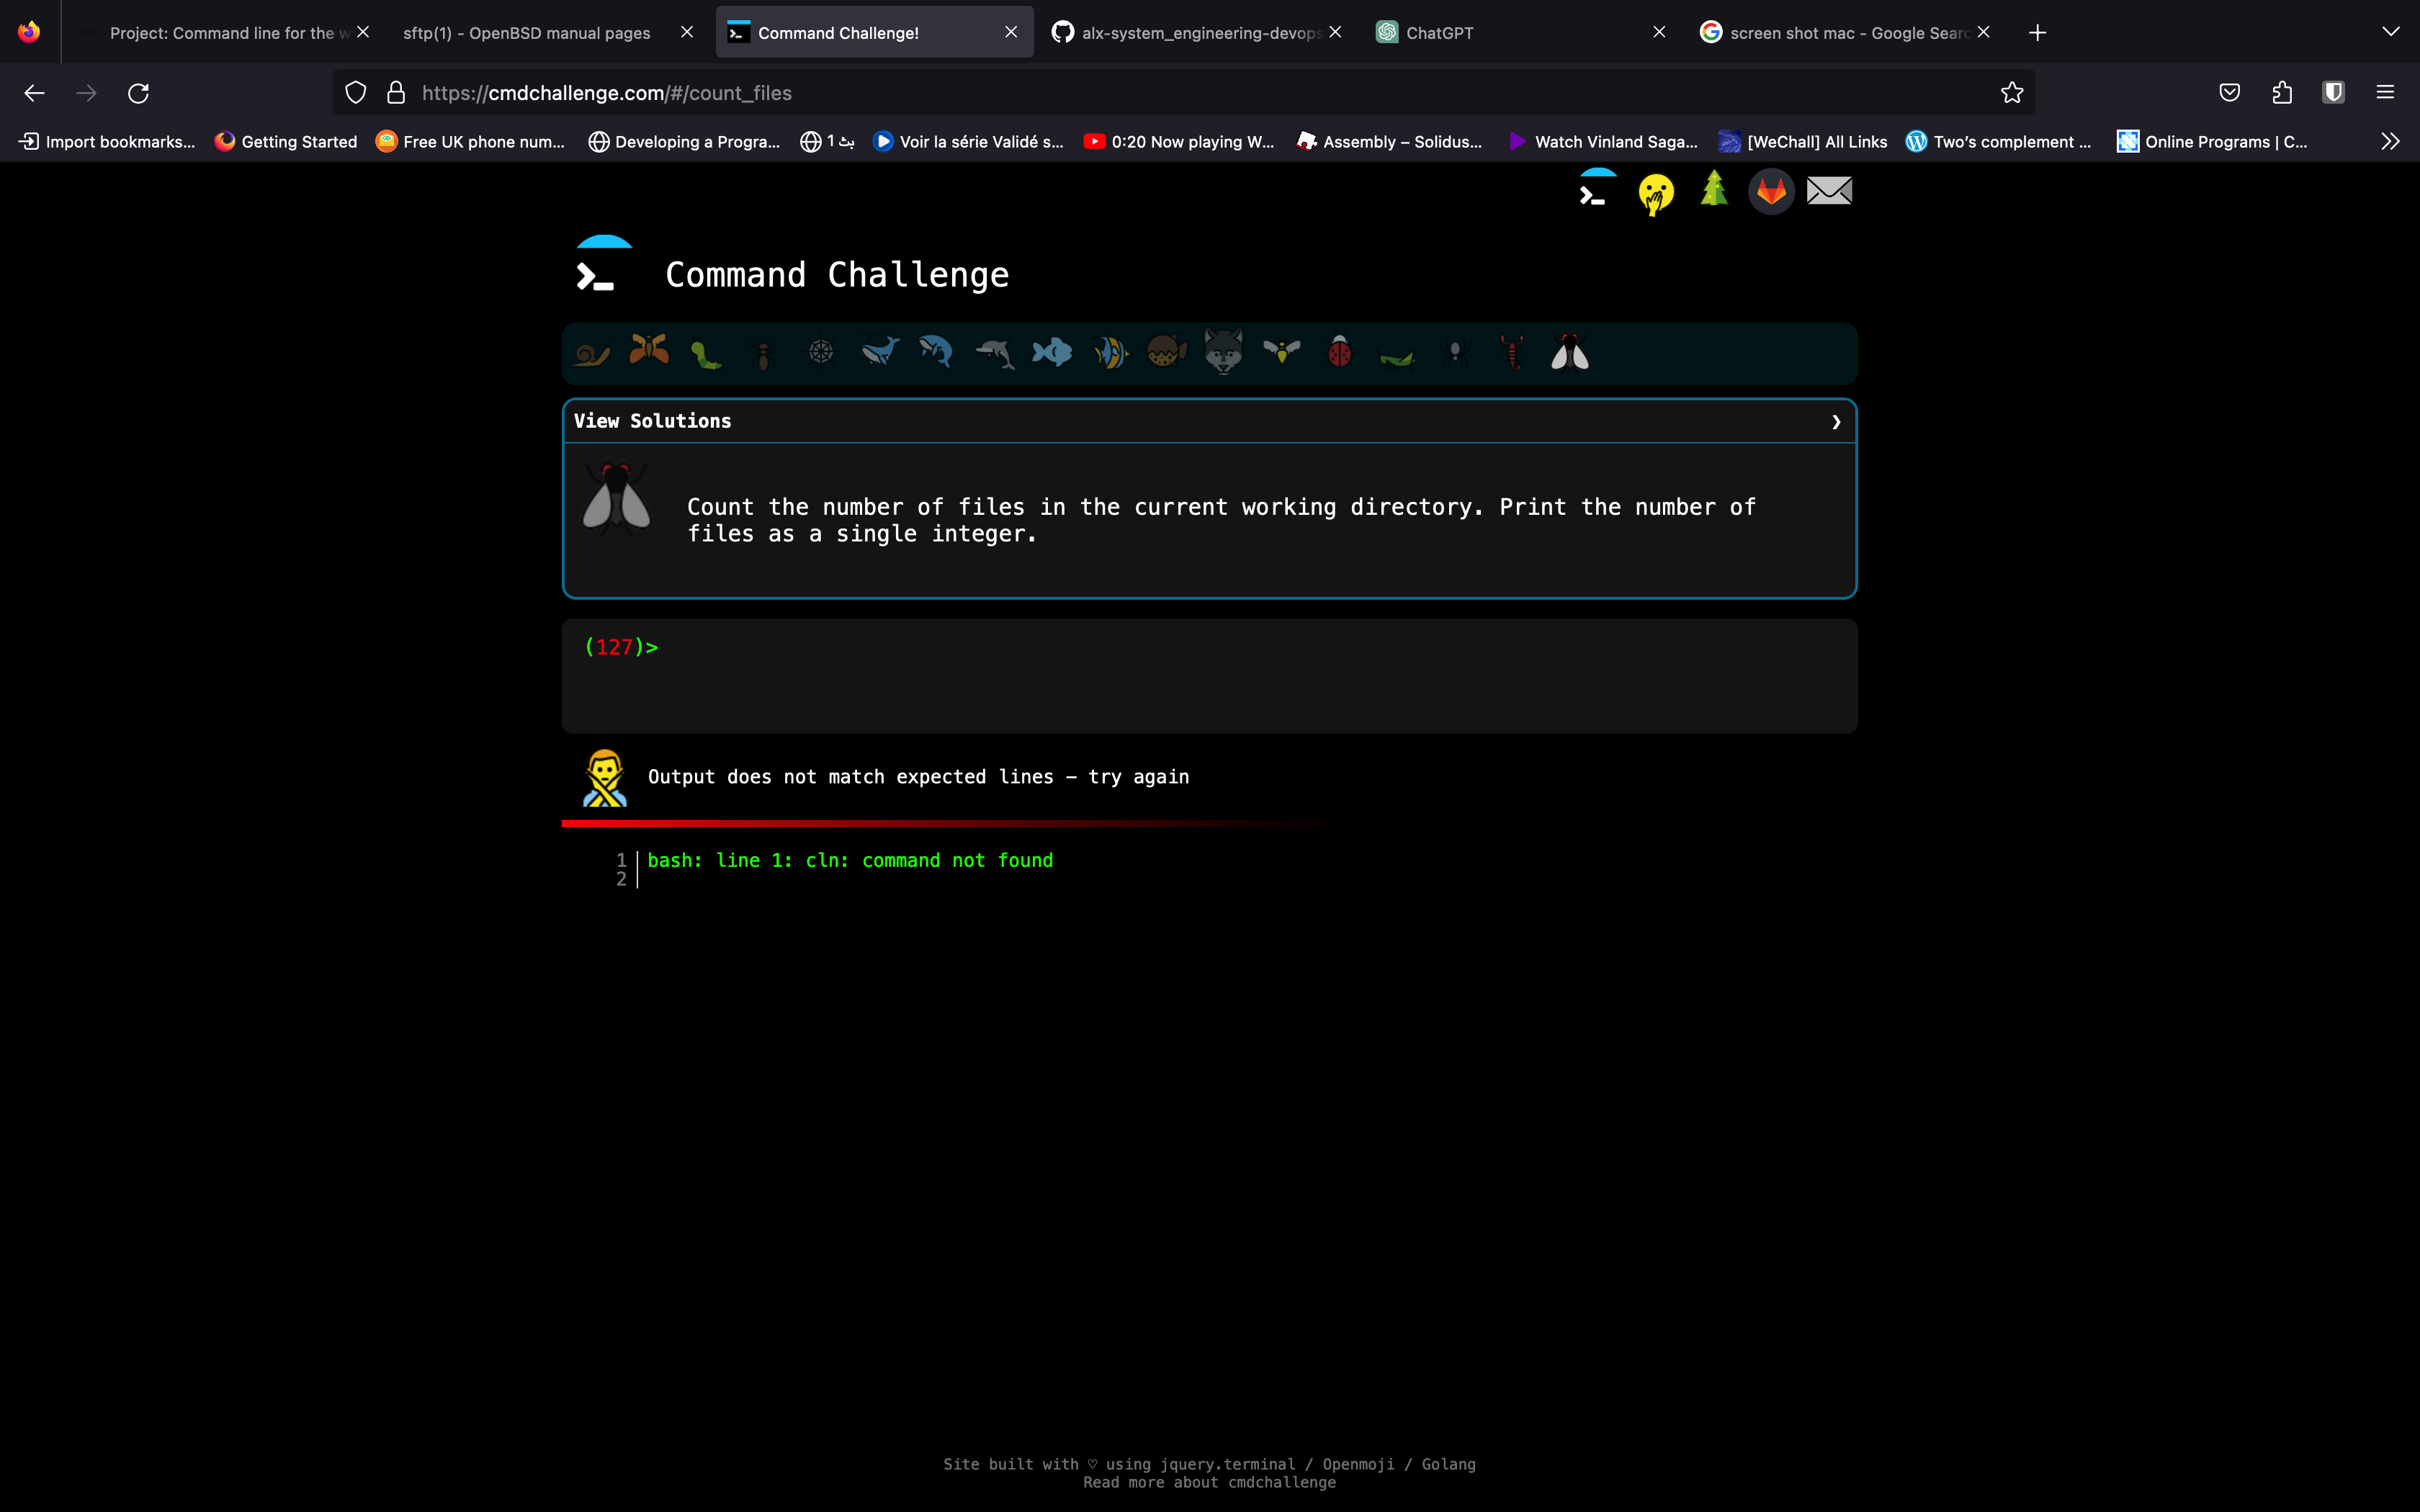 Project: Command line for the w
sftp(1) - OpenBSD manual pages
Command Challenge!
alx-system_engineering-devops
ChatGPT
screen shot mac - Google Searc
https://cmdchallenge.com/#/count_files
Import bookmarks...
Getting Started
Free UK phone num...
Developing a Progra...
1 بث
Voir la série Validé s...
0:20 Now playing W...
Assembly – Solidus...
Watch Vinland Saga...
[WeChall] All Links
Two's complement ...
Online Programs | C...
Command Challenge
View Solutions
Count the number of files in the current working directory. Print the number of
files as a single integer.
(127)>
Output does not match expected lines – try again
1 bash: line 1: cln: command not found
2
Site built with ♡ using jquery.terminal / Openmoji / Golang
Read more about cmdchallenge